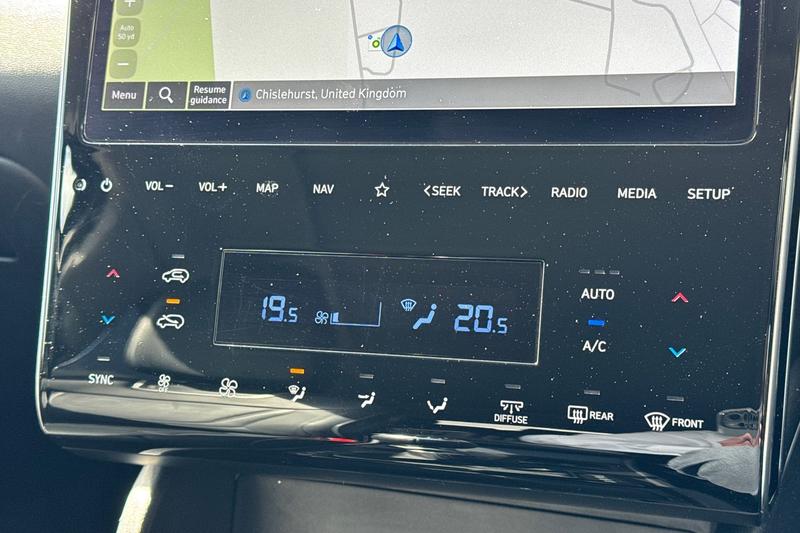 Auto
50 yd
Menu
Resume
guidance
Chislehurst, United Kingdom
VOL− VOL+ MAP NAV <SEEK TRACK> RADIO MEDIA SETUP
19.5 20.5
AUTO
A/C
SYNC
OFF
DIFFUSE
REAR
FRONT